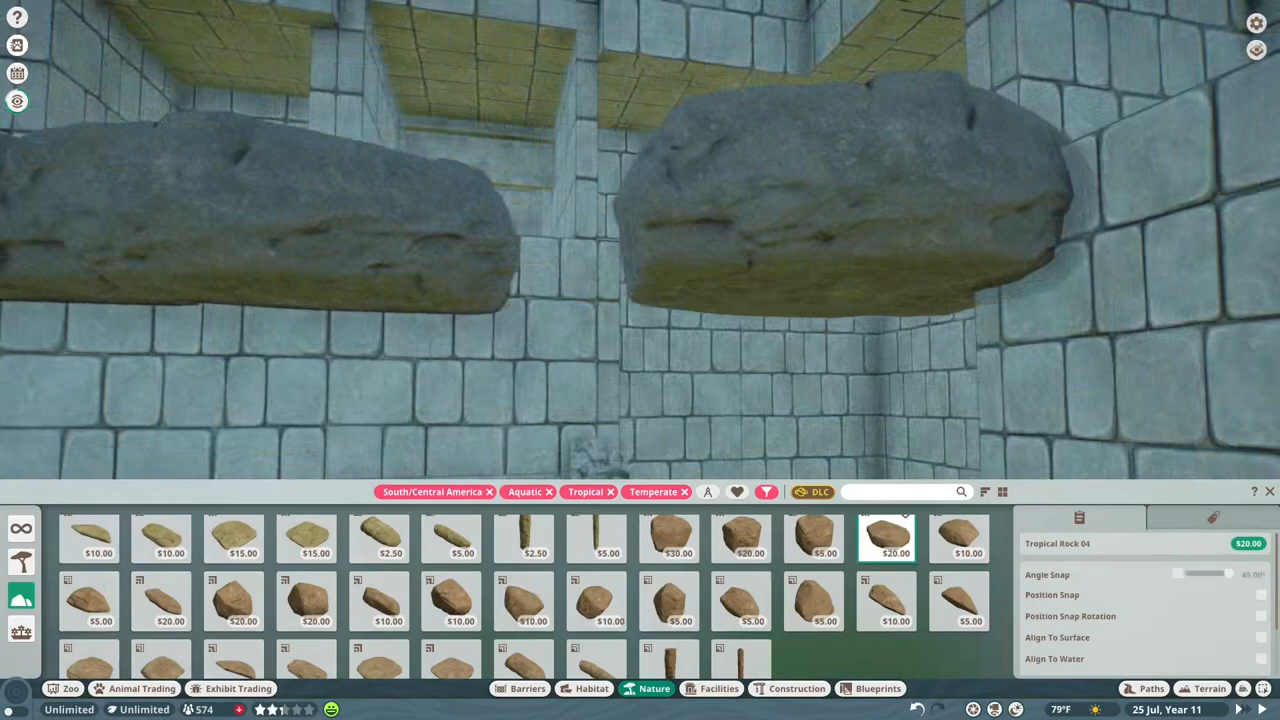 South/Central America × Aquatic × Tropical × Temperate × DLC ? ×
$10.00 $10.00 $15.00 $15.00 $2.50 $5.00 $2.50 $5.00 $30.00 $20.00 $5.00 $20.00 $10.00
$5.00 $20.00 $20.00 $20.00 $10.00 $10.00 $10.00 $10.00 $5.00 $5.00 $5.00 $10.00 $5.00
Tropical Rock 04 $20.00
Angle Snap 45.00°
Position Snap
Position Snap Rotation
Align To Surface
Align To Water
Zoo Animal Trading Exhibit Trading Barriers Habitat Nature Facilities Construction Blueprints Paths Terrain
Unlimited Unlimited 574 79°F 25 Jul, Year 11